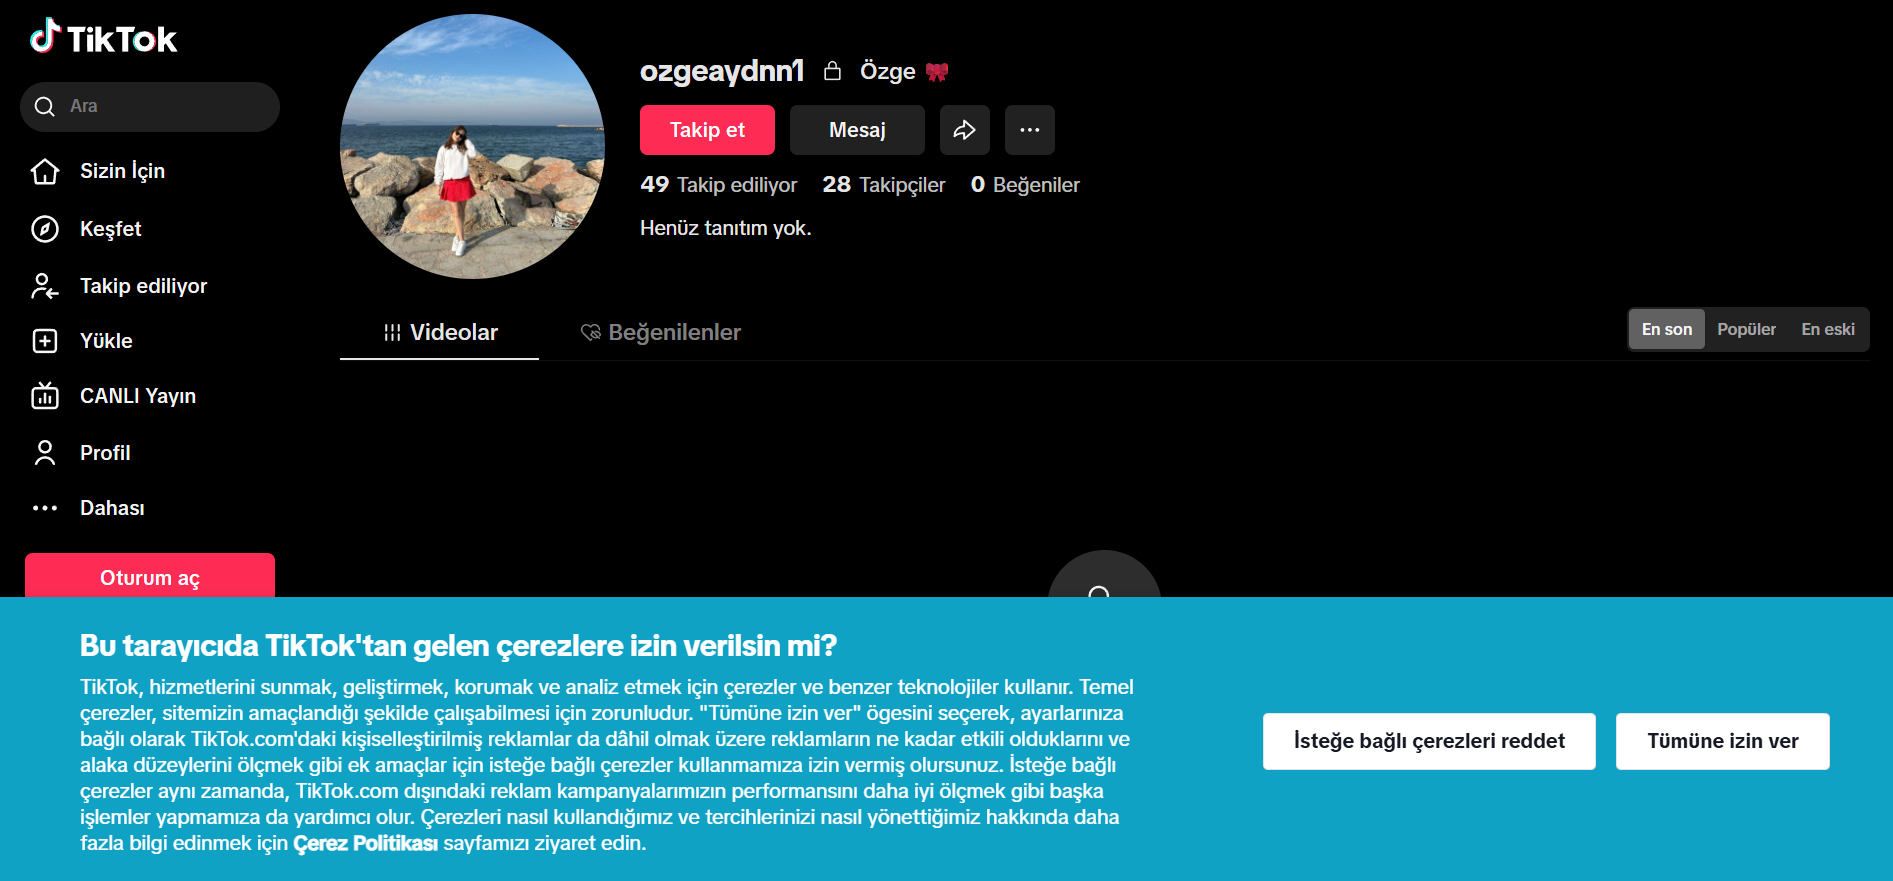 TikTok
Ara
Sizin İçin
Keşfet
Takip ediliyor
Yükle
CANLI Yayın
Profil
Dahası
Oturum aç
ozgeaydnn1 Özge
Takip et Mesaj
49 Takip ediliyor 28 Takipçiler 0 Beğeniler
Henüz tanıtım yok.
Videolar Beğenilenler
En son Popüler En eski
Bu tarayıcıda TikTok'tan gelen çerezlere izin verilsin mi?
TikTok, hizmetlerini sunmak, geliştirmek, korumak ve analiz etmek için çerezler ve benzer teknolojiler kullanır. Temel
çerezler, sitemizin amaçlandığı şekilde çalışabilmesi için zorunludur. "Tümüne izin ver" ögesini seçerek, ayarlarınıza
bağlı olarak TikTok.com'daki kişiselleştirilmiş reklamlar da dâhil olmak üzere reklamların ne kadar etkili olduklarını ve
alaka düzeylerini ölçmek gibi ek amaçlar için isteğe bağlı çerezler kullanmamıza izin vermiş olursunuz. İsteğe bağlı
çerezler aynı zamanda, TikTok.com dışındaki reklam kampanyalarımızın performansını daha iyi ölçmek gibi başka
işlemler yapmamıza da yardımcı olur. Çerezleri nasıl kullandığımız ve tercihlerinizi nasıl yönettiğimiz hakkında daha
fazla bilgi edinmek için Çerez Politikası sayfamızı ziyaret edin.
İsteğe bağlı çerezleri reddet
Tümüne izin ver